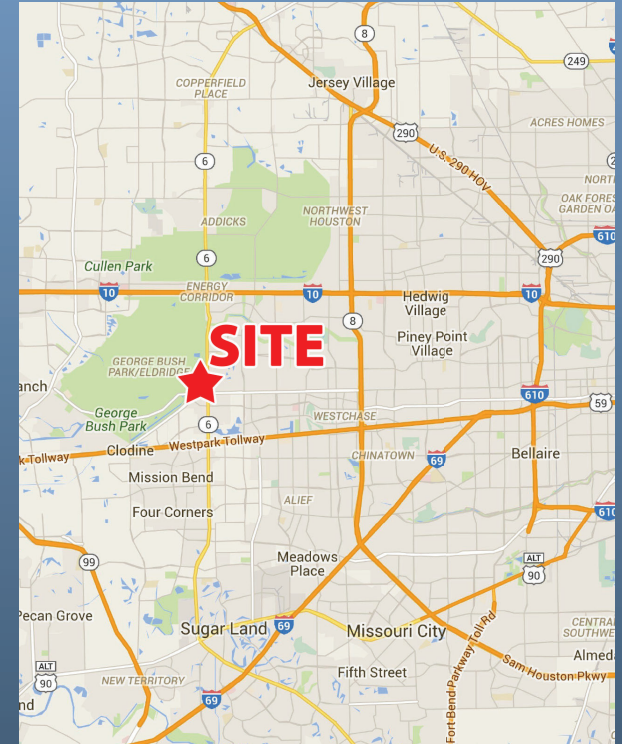 8
249
COPPERFIELD
PLACE
Jersey Village
ACRES HOMES
290
U.S. 290 HOV
6
NORT
OAK FORES
GARDEN OA
NORTHWEST
HOUSTON
ADDICKS
610
6
290
Cullen Park
ENERGY
CORRIDOR
10
10
10
Hedwig
Village
8
SITE
Piney Point
Village
GEORGE BUSH
PARK/ELDRIDGE
anch
610
59
George
Bush Park
WESTCHASE
6
Westpark Tollway
k Tollway
Clodine
CHINATOWN
69
Bellaire
Mission Bend
ALIEF
Four Corners
610
Meadows
Place
99
ALT
90
Pecan Grove
Sugar Land
69
Missouri City
CENTRA
SOUTHWE
Almeda
Sam Houston Pkwy
Fort Bend Parkway Toll Rd
Fifth Street
ALT
90
NEW TERRITORY
nd
69